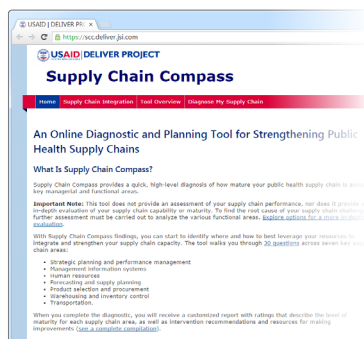 USAID | DELIVER PR
https://scc.deliver.jsi.com
USAID | DELIVER PROJECT
Supply Chain Compass
Home Supply Chain Integration Tool Overview Diagnose My Supply Chain
An Online Diagnostic and Planning Tool for Strengthening Public
Health Supply Chains
What Is Supply Chain Compass?
Supply Chain Compass provides a quick, high-level diagnosis of how mature your public health supply chain is
key managerial and functional areas.
Important Note: This tool does not provide an assessment of your supply chain performance, nor does it provide
in-depth evaluation of your supply chain capability or maturity. To find the root cause of your supply chain
further assessment must be carried out to analyze the various functional areas. Explore options for a more
evaluation.
With Supply Chain Compass findings, you can start to identify where and how to best leverage your resources to
integrate and strengthen your supply chain capacity. The tool walks you through 30 questions across seven key
chain areas:
• Strategic planning and performance management
• Management information systems
• Human resources
• Forecasting and supply planning
• Product selection and procurement
• Warehousing and inventory control
• Transportation.
When you complete the diagnostic, you will receive a customized report with ratings that describe the level of
maturity for each supply chain area, as well as intervention recommendations and resources for making
improvements (see a complete compilation).